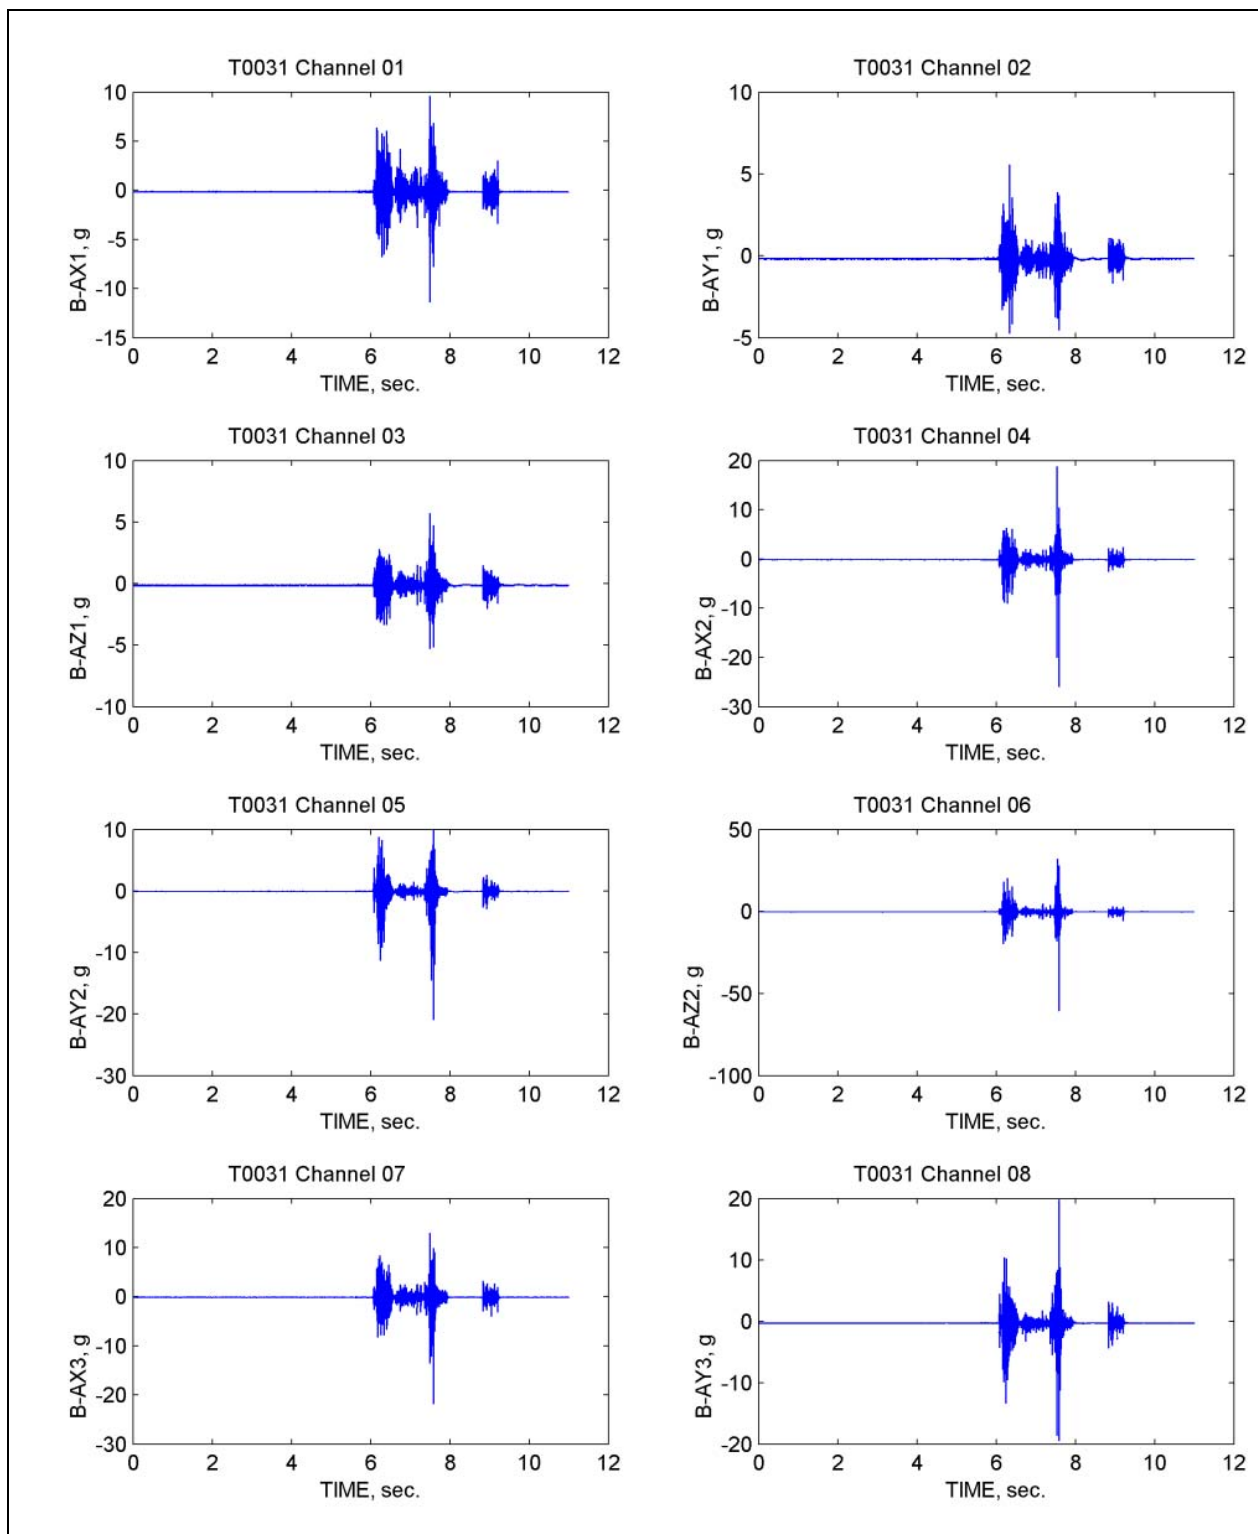 T0031 Channel 01
10
5
0
-5
-10
-15
B-AX1, g
0 2 4 6 8 10 12
TIME, sec.
T0031 Channel 02
10
5
0
-5
B-AY1, g
0 2 4 6 8 10 12
TIME, sec.
T0031 Channel 03
10
5
0
-5
-10
B-AZ1, g
0 2 4 6 8 10 12
TIME, sec.
T0031 Channel 04
20
10
0
-10
-20
-30
B-AX2, g
0 2 4 6 8 10 12
TIME, sec.
T0031 Channel 05
10
0
-10
-20
-30
B-AY2, g
0 2 4 6 8 10 12
TIME, sec.
T0031 Channel 06
50
0
-50
-100
B-AZ2, g
0 2 4 6 8 10 12
TIME, sec.
T0031 Channel 07
20
10
0
-10
-20
-30
B-AX3, g
0 2 4 6 8 10 12
TIME, sec.
T0031 Channel 08
20
10
0
-10
-20
B-AY3, g
0 2 4 6 8 10 12
TIME, sec.